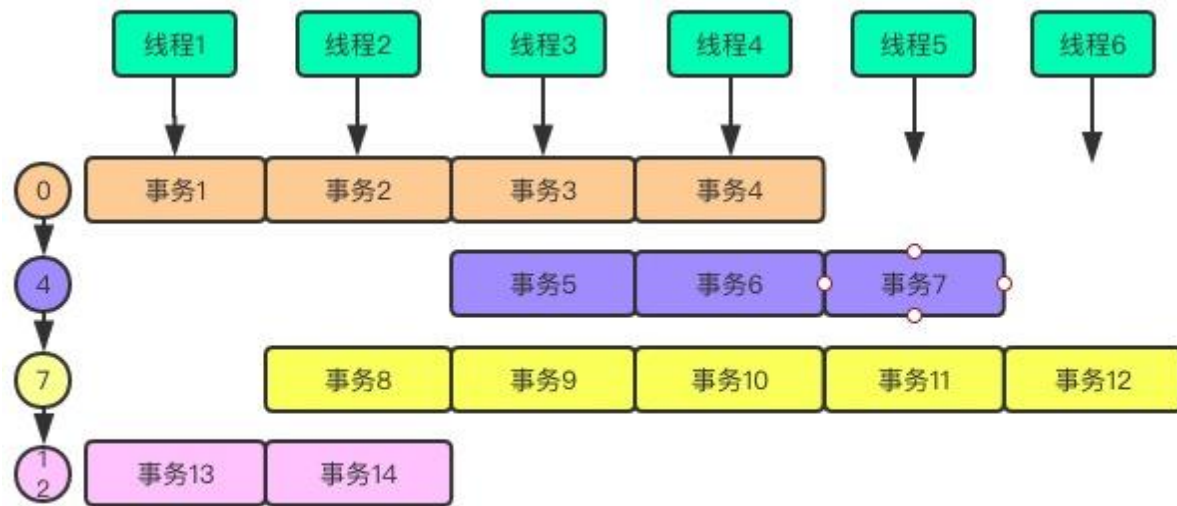 线程1 线程2 线程3 线程4 线程5 线程6
0 事务1 事务2 事务3 事务4
4 事务5 事务6 事务7
7 事务8 事务9 事务10 事务11 事务12
12 事务13 事务14